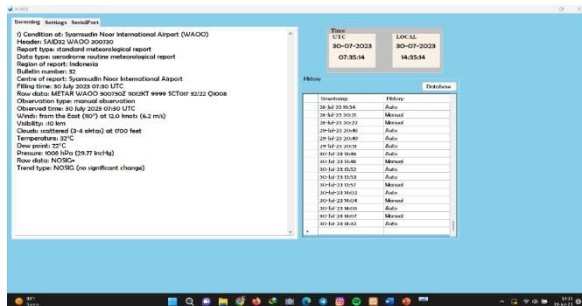 Incoming Settings SerialPort
1) Condition at: Syamsudin Noor International Airport (WAOO)
Header: SAID32 WAOO 300730
Report type: standard meteorological report
Data type: aerodrome routine meteorological report
Region of report: Indonesia
Bulletin number: 32
Centre of report: Syamsudin Noor International Airport
Filling time: 30 July 2023 07:30 UTC
Raw data: METAR WAOO 300730Z 11012KT 9999 SCT017 32/22 Q1008
Observation type: manual observation
Observed time: 30 July 2023 07:30 UTC
Winds: from the East (110°) at 12.0 knots (6.2 m/s)
Visibility: >10 km
Clouds: scattered (3-4 oktas) at 1700 feet
Temperature: 32°C
Dew point: 22°C
Pressure: 1008 hPa (29.77 IncHg)
Raw data: NOSIG=
Trend type: NOSIG (no significant change)
Time
UTC LOCAL
30-07-2023 30-07-2023
07:35:14 14:35:14
History
Database
Timestamp History
Auto
Manual
Manual
Auto
Auto
Auto
Auto
Manual
Auto
Auto
Manual
Auto
Manual
Auto
Manual
Auto